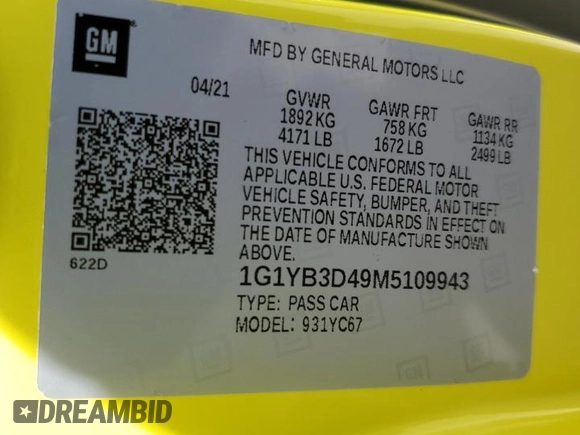 GM
MFD BY GENERAL MOTORS LLC
04/21
GVWR
1892 KG
4171 LB
GAWR FRT
758 KG
1672 LB
GAWR RR
1134 KG
2499 LB
THIS VEHICLE CONFORMS TO ALL
APPLICABLE U.S. FEDERAL MOTOR
VEHICLE SAFETY, BUMPER, AND THEFT
PREVENTION STANDARDS IN EFFECT ON
THE DATE OF MANUFACTURE SHOWN
ABOVE.
622D
1G1YB3D49M5109943
TYPE: PASS CAR
MODEL: 931YC67
DREAMBID